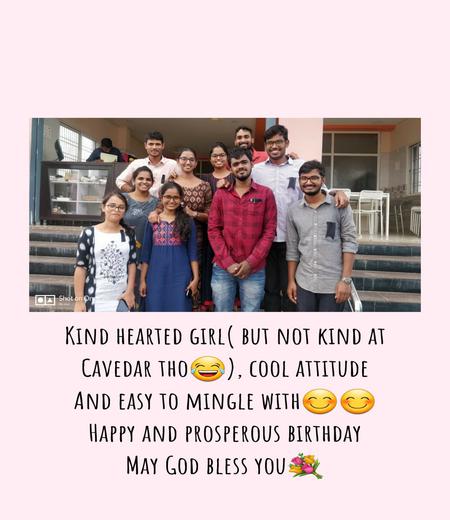 Shot on On
Kind hearted girl( but not kind at
Cavedar tho😂), cool attitude
And easy to mingle with😊😊
Happy and prosperous birthday
May God bless you💐